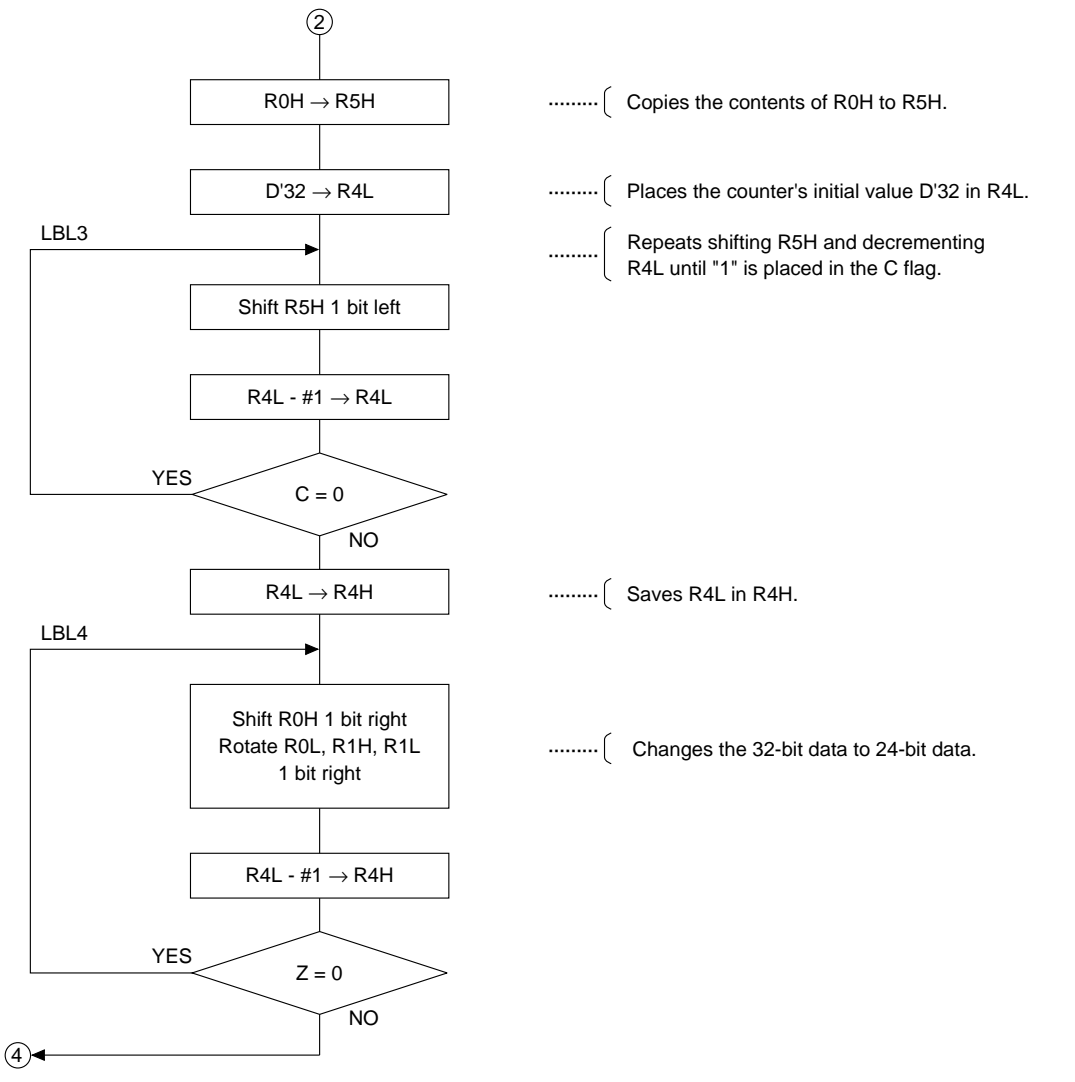 2
R0H → R5H
Copies the contents of R0H to R5H.
D'32 → R4L
Places the counter's initial value D'32 in R4L.
LBL3
Repeats shifting R5H and decrementing
R4L until "1" is placed in the C flag.
Shift R5H 1 bit left
R4L - #1 → R4L
YES
C = 0
NO
R4L → R4H
Saves R4L in R4H.
LBL4
Shift R0H 1 bit right
Rotate R0L, R1H, R1L
1 bit right
Changes the 32-bit data to 24-bit data.
R4L - #1 → R4H
YES
Z = 0
NO
4